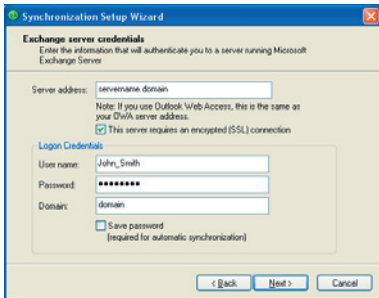 Synchronization Setup Wizard
Exchange server credentials
Enter the information that will authenticate you to a server running Microsoft
Exchange Server
Server address: servername.domain
Note: If you use Outlook Web Access, this is the same as
your OWA server address.
This server requires an encrypted (SSL) connection
Logon Credentials
User name: John_Smith
Password: ••••••••
Domain: domain
Save password
(required for automatic synchronization)
< Back Next > Cancel